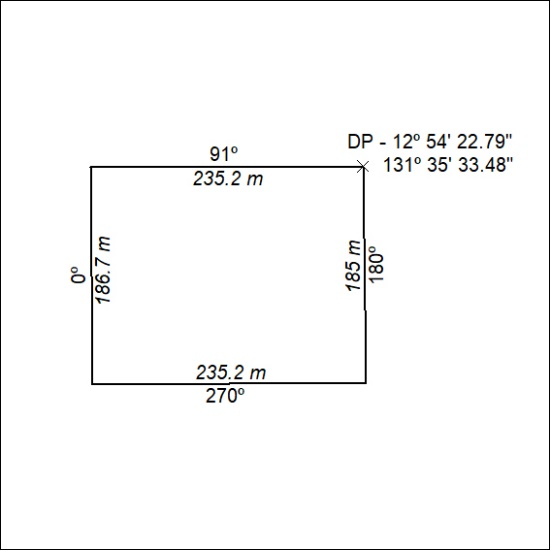 DP - 12º 54' 22.79"
131º 35' 33.48"
91º
235.2 m
0º
186.7 m
185 m
180º
235.2 m
270º